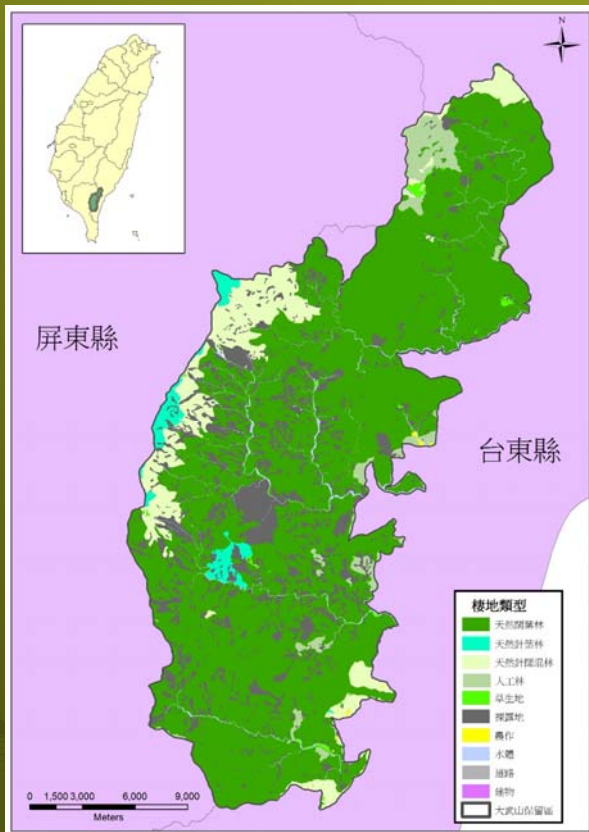 N
屏東縣
台東縣
棲地類型
天然闊葉林
天然針葉林
天然針闊混林
人工林
草生地
裸露地
農作
水體
道路
建物
大武山保留區
0 1,500 3,000 6,000 9,000
Meters